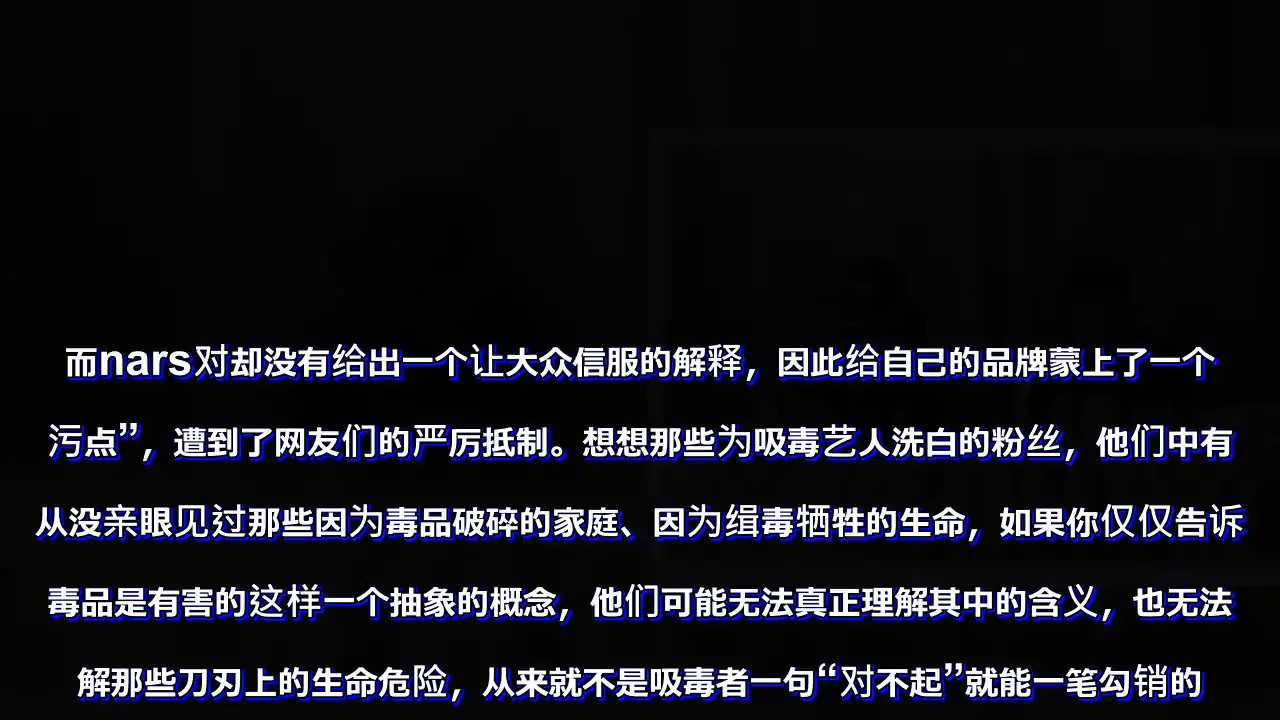 而nars对却没有给出一个让大众信服的解释，因此给自己的品牌蒙上了一个
污点”，遭到了网友们的严厉抵制。想想那些为吸毒艺人洗白的粉丝，他们中有
从没亲眼见过那些因为毒品破碎的家庭、因为缉毒牺牲的生命，如果你仅仅告诉
毒品是有害的这样一个抽象的概念，他们可能无法真正理解其中的含义，也无法
解那些刀刃上的生命危险，从来就不是吸毒者一句“对不起”就能一笔勾销的